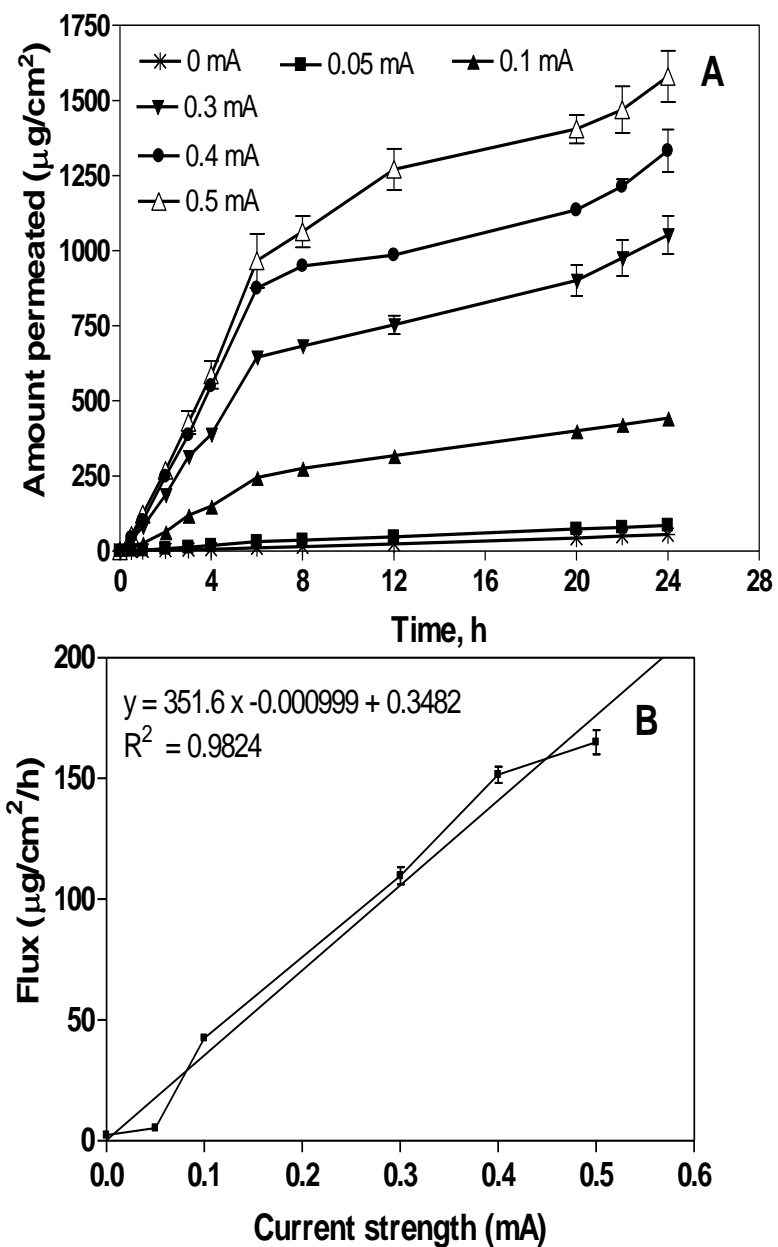 1750
1500
1250
1000
750
500
250
0
Amount permeated (μg/cm²)
0 mA 0.05 mA 0.1 mA
0.3 mA
0.4 mA
0.5 mA
A
0 4 8 12 16 20 24 28
Time, h
200
150
100
50
0
Flux (μg/cm²/h)
y = 351.6 x -0.000999 + 0.3482
R² = 0.9824
B
0.0 0.1 0.2 0.3 0.4 0.5 0.6
Current strength (mA)